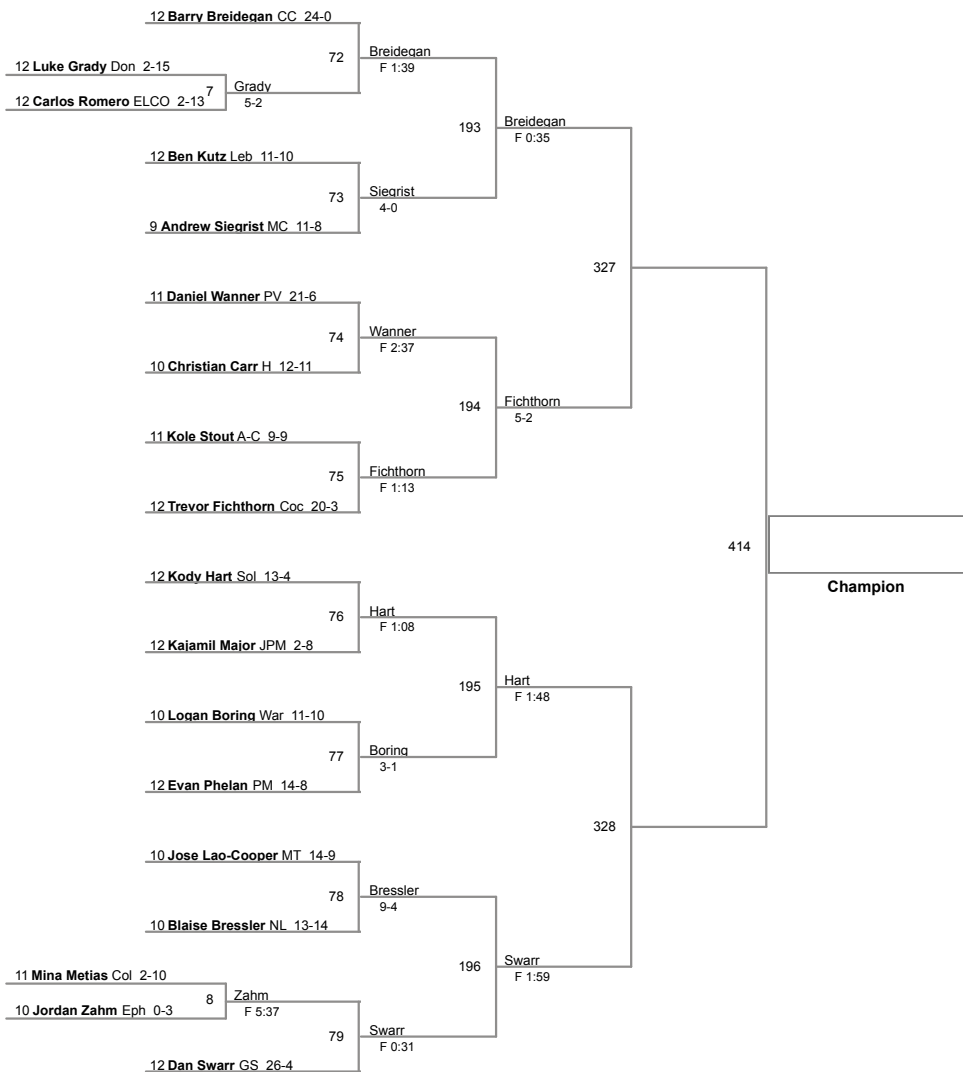 12 Barry Breidegan CC 24-0
72
Breidegan
F 1:39
12 Luke Grady Don 2-15
7
Grady
5-2
12 Carlos Romero ELCO 2-13
193
Breidegan
F 0:35
12 Ben Kutz Leb 11-10
73
Siegrist
4-0
9 Andrew Siegrist MC 11-8
327
11 Daniel Wanner PV 21-6
74
Wanner
F 2:37
10 Christian Carr H 12-11
194
Fichthorn
5-2
11 Kole Stout A-C 9-9
75
Fichthorn
F 1:13
12 Trevor Fichthorn Coc 20-3
414
Champion
12 Kody Hart Sol 13-4
76
Hart
F 1:08
12 Kajamil Major JPM 2-8
195
Hart
F 1:48
10 Logan Boring War 11-10
77
Boring
3-1
12 Evan Phelan PM 14-8
328
10 Jose Lao-Cooper MT 14-9
78
Bressler
9-4
10 Blaise Bressler NL 13-14
196
Swarr
F 1:59
11 Mina Metias Col 2-10
8
Zahm
F 5:37
10 Jordan Zahm Eph 0-3
79
Swarr
F 0:31
12 Dan Swarr GS 26-4